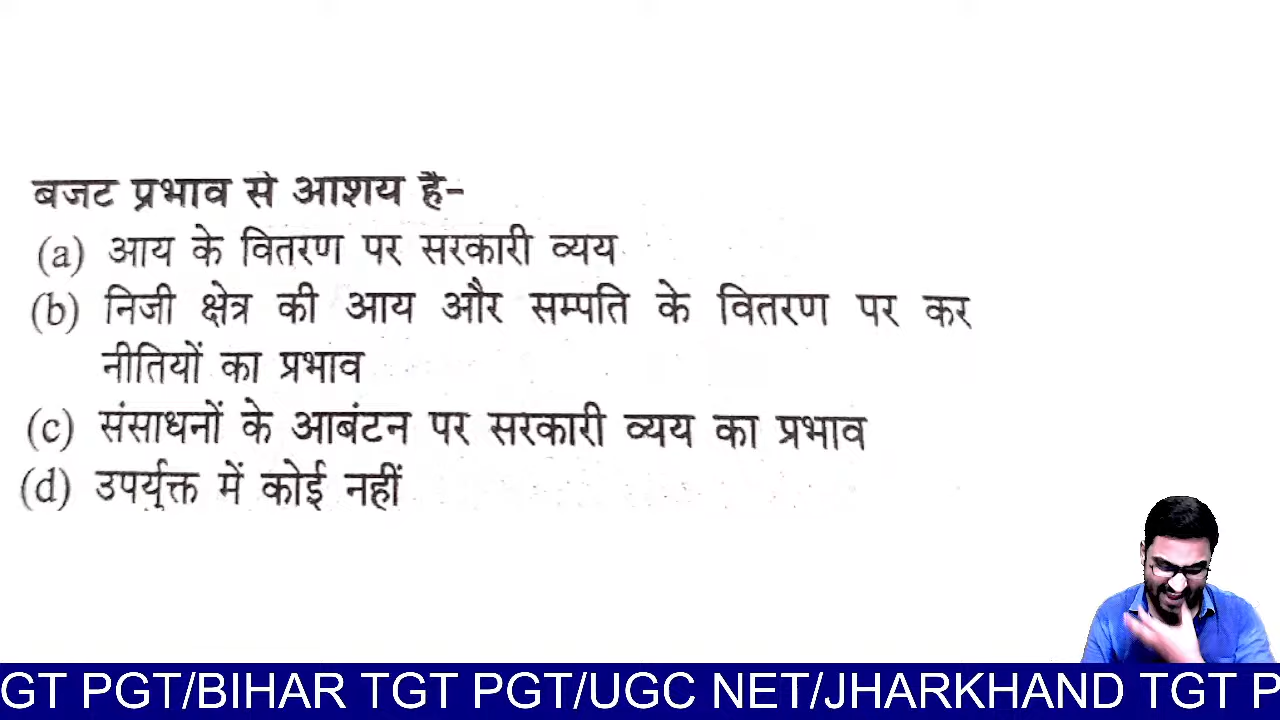 बजट प्रभाव से आशय है-
(a) आय के वितरण पर सरकारी व्यय
(b) निजी क्षेत्र की आय और सम्पति के वितरण पर कर
नीतियों का प्रभाव
(c) संसाधनों के आबंटन पर सरकारी व्यय का प्रभाव
(d) उपर्युक्त में कोई नहीं
GT PGT/BIHAR TGT PGT/UGC NET/JHARKHAND TGT P